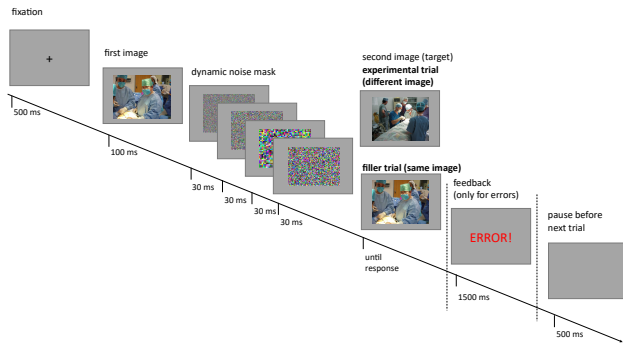 fixation
+
500 ms
first image
100 ms
dynamic noise mask
30 ms
30 ms
30 ms
30 ms
second image (target)
experimental trial
(different image)
filler trial (same image)
until
response
feedback
(only for errors)
ERROR!
1500 ms
pause before
next trial
500 ms